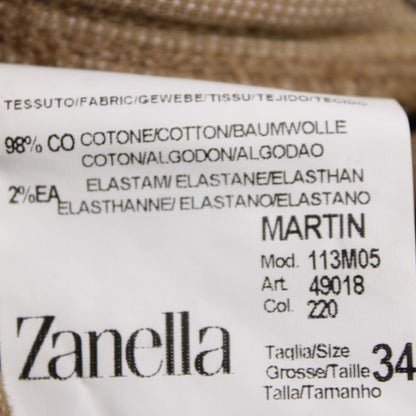 TESSUTO/FABRIC/GEWEBE/TISSU/TEJIDO/TECIDO
98% CO COTONE/COTTON/BAUMWOLLE
COTON/ALGODON/ALGODAO
2%EA ELASTAM/ELASTANE/ELASTHAN
ELASTHANNE/ELASTANO/ELASTANO
MARTIN
Mod. 113M05
Art. 49018
Col. 220
Zanella
Taglia/Size 34
Grosse/Taille
Talla/Tamanho